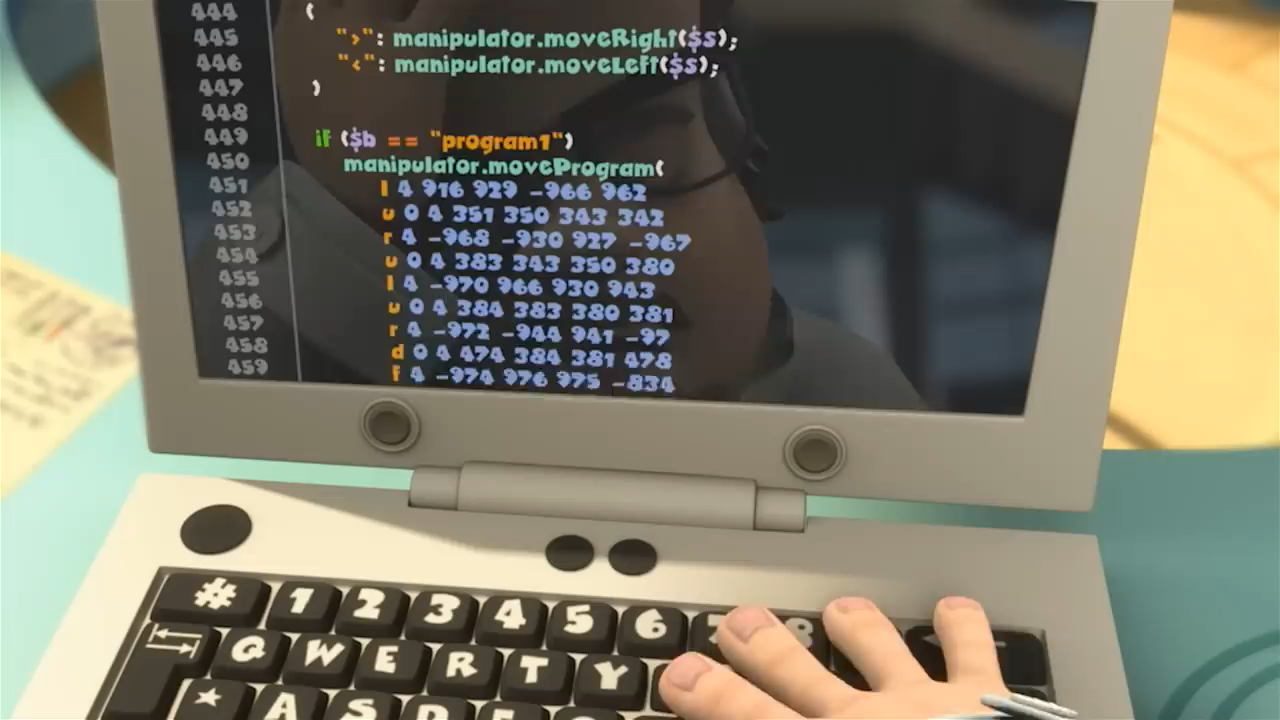 444 (
445 ">": manipulator.moveRight($s);
446 "<": manipulator.moveLeft($s);
447 )
448
449 if ($b == "program1")
450 manipulator.moveProgram(
451 l 4 916 929 -966 962
452 u 0 4 351 350 343 342
453 r 4 -968 -930 927 -967
454 u 0 4 383 343 350 380
455 l 4 -970 966 930 943
456 u 0 4 384 383 380 381
457 r 4 -972 -944 941 -97
458 d 0 4 474 384 381 478
459 f 4 -974 976 975 -834
# 1 2 3 4 5 6 7 8
Q W E R T Y
* A S D F